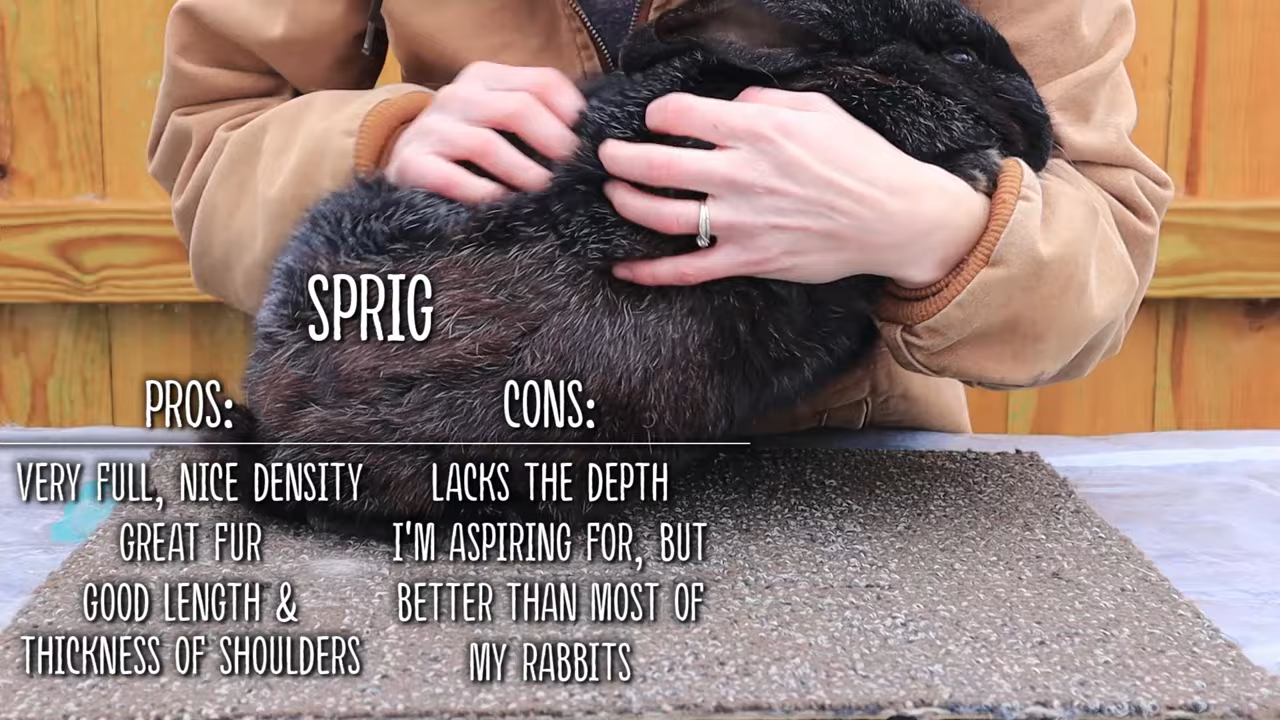 SPRIG
PROS:
VERY FULL, NICE DENSITY
GREAT FUR
GOOD LENGTH &
THICKNESS OF SHOULDERS
CONS:
LACKS THE DEPTH
I'M ASPIRING FOR, BUT
BETTER THAN MOST OF
MY RABBITS